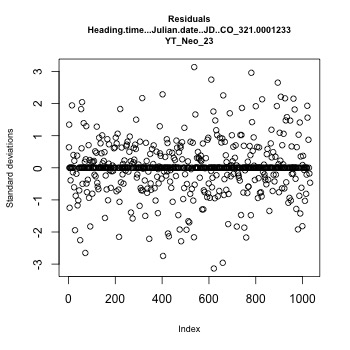 Residuals
Heading.time...Julian.date..JD..CO_321.0001233
YT_Neo_23
Standard deviations
3
2
1
0
-1
-2
-3
0 200 400 600 800 1000
Index